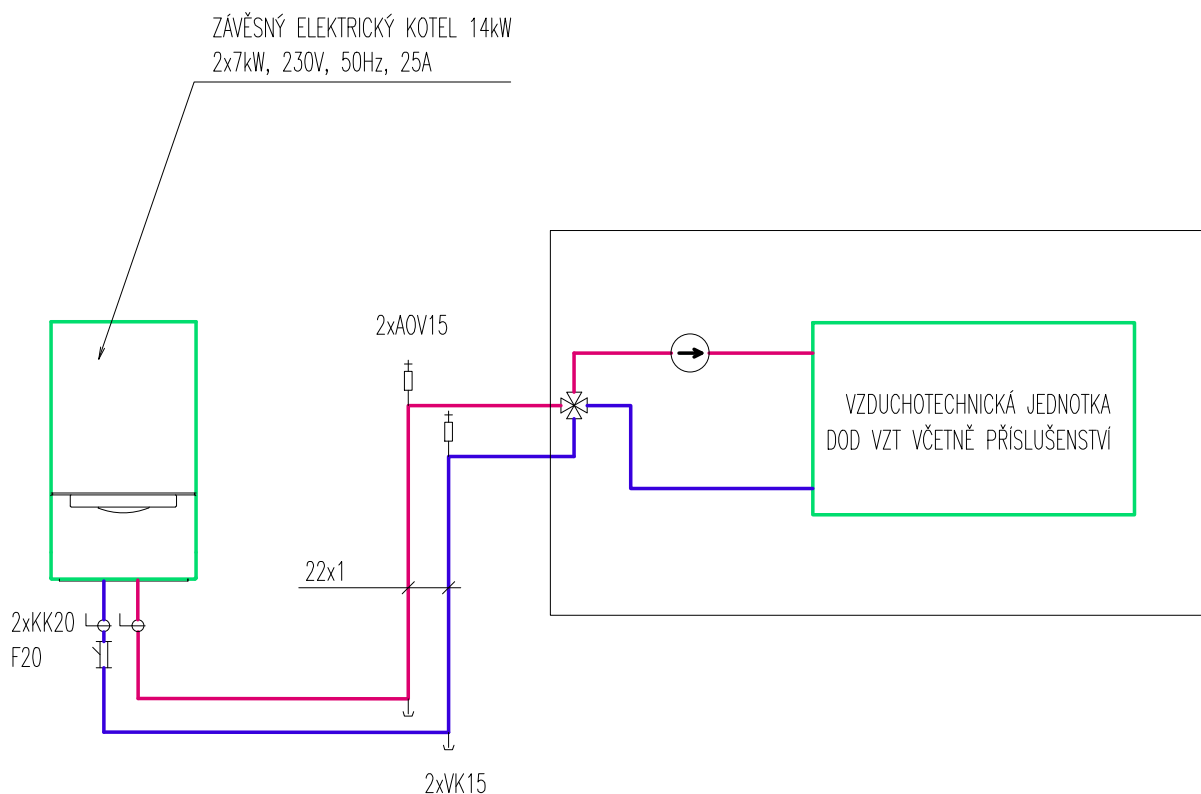 ZÁVĚSNÝ ELEKTRICKÝ KOTEL 14kW
2x7kW, 230V, 50Hz, 25A
2xAOV15
VZDUCHOTECHNICKÁ JEDNOTKA
DOD VZT VČETNĚ PŘÍSLUŠENSTVÍ
22x1
2xKK20
F20
2xVK15